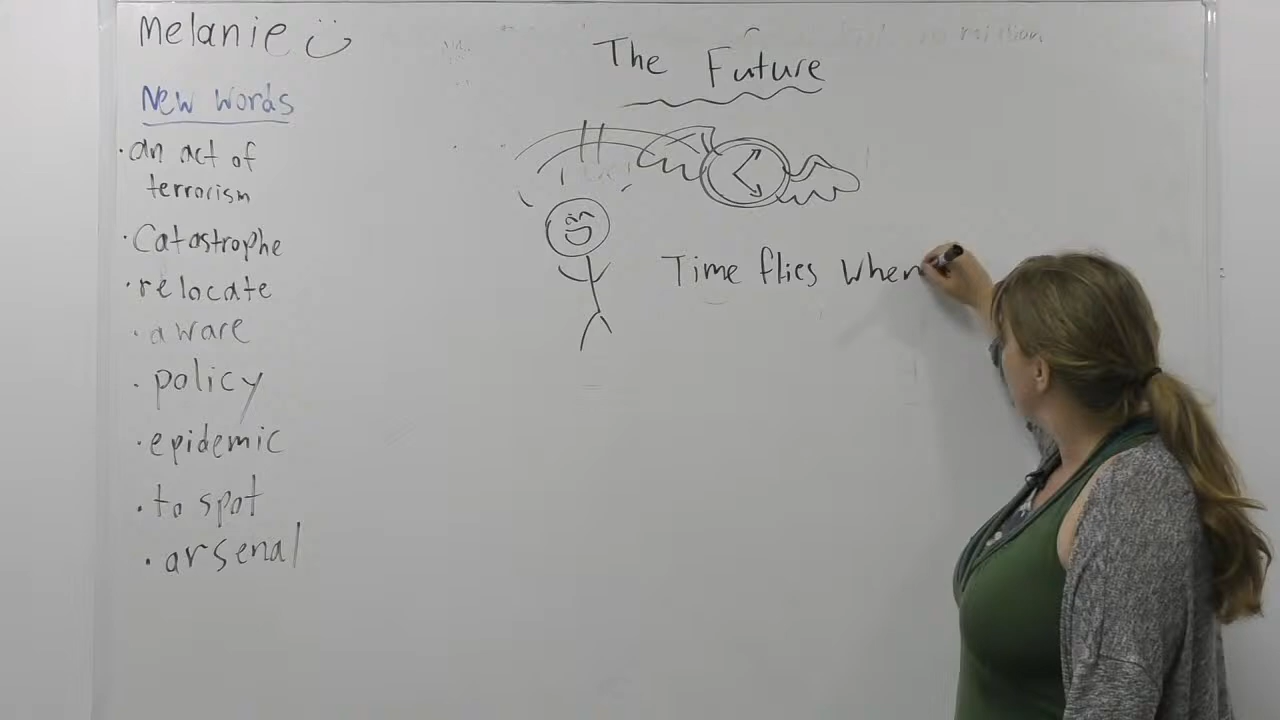 Melanie
New words
· an act of
terrorism
· Catastrophe
· relocate
· aware
· policy
· epidemic
· to spot
· arsenal
The Future
Time flies when